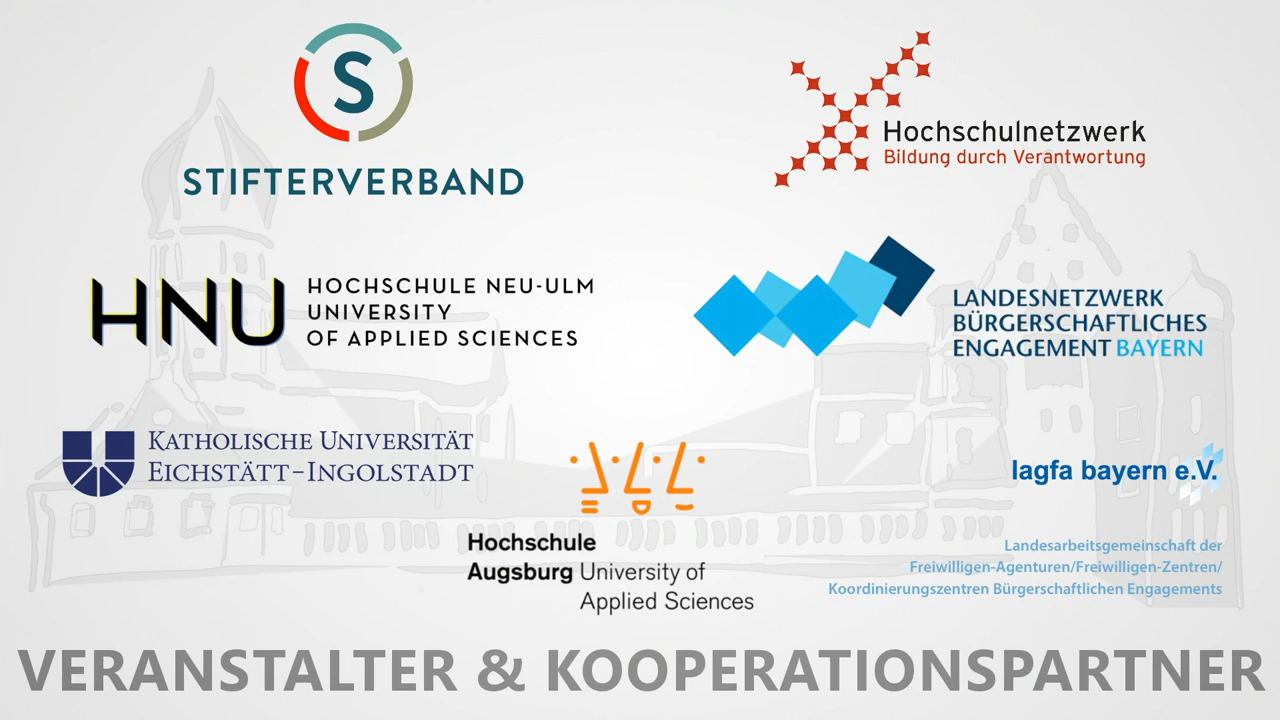 S
STIFTERVERBAND
Hochschulnetzwerk
Bildung durch Verantwortung
HNU
HOCHSCHULE NEU-ULM
UNIVERSITY
OF APPLIED SCIENCES
LANDESNETZWERK
BÜRGERSCHAFTLICHES
ENGAGEMENT BAYERN
KATHOLISCHE UNIVERSITÄT
EICHSTÄTT-INGOLSTADT
Hochschule
Augsburg University of
Applied Sciences
lagfa bayern e.V.
Landesarbeitsgemeinschaft der
Freiwilligen-Agenturen/Freiwilligen-Zentren/
Koordinierungszentren Bürgerschaftlichen Engagements
VERANSTALTER & KOOPERATIONSPARTNER